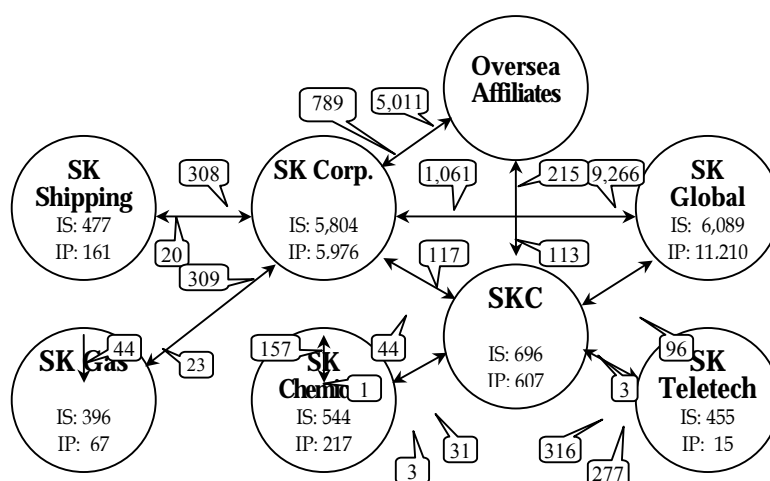 Oversea
Affiliates
789
5,011
SK
Shipping
IS: 477
IP: 161
308
20
309
SK Corp.
IS: 5,804
IP: 5.976
1,061
215
9,266
SK
Global
IS: 6,089
IP: 11.210
117
113
SKC
IS: 696
IP: 607
44
SK Gas
IS: 396
IP: 67
23
157
SK
Chemic
IS: 544
IP: 217
1
44
3
31
96
3
SK
Teletech
IS: 455
IP: 15
316
277